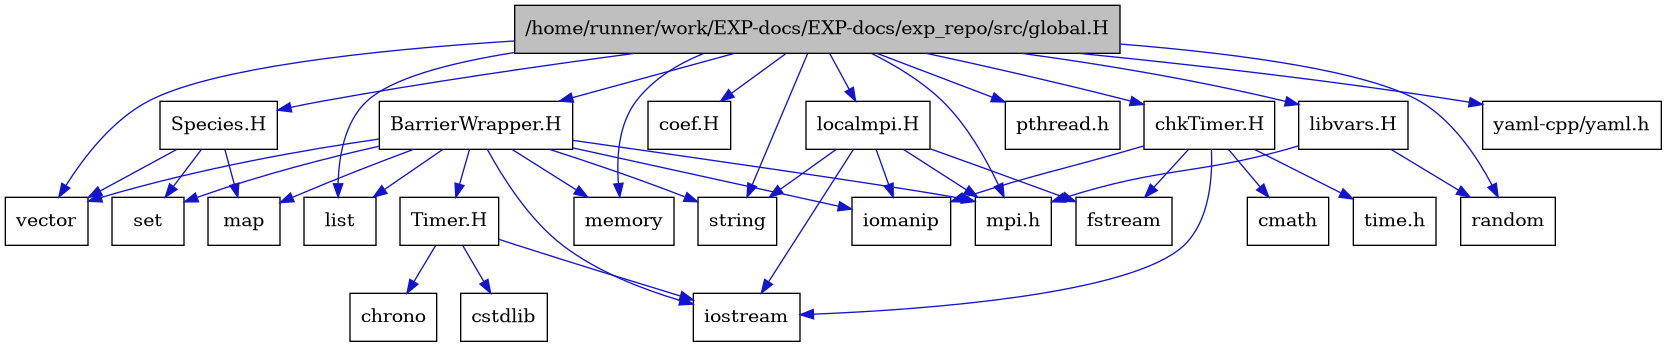 /home/runner/work/EXP-docs/EXP-docs/exp_repo/src/global.H
Species.H
BarrierWrapper.H
coef.H
localmpi.H
pthread.h
chkTimer.H
libvars.H
yaml-cpp/yaml.h
vector
set
map
list
Timer.H
memory
string
iomanip
mpi.h
fstream
cmath
time.h
random
chrono
cstdlib
iostream